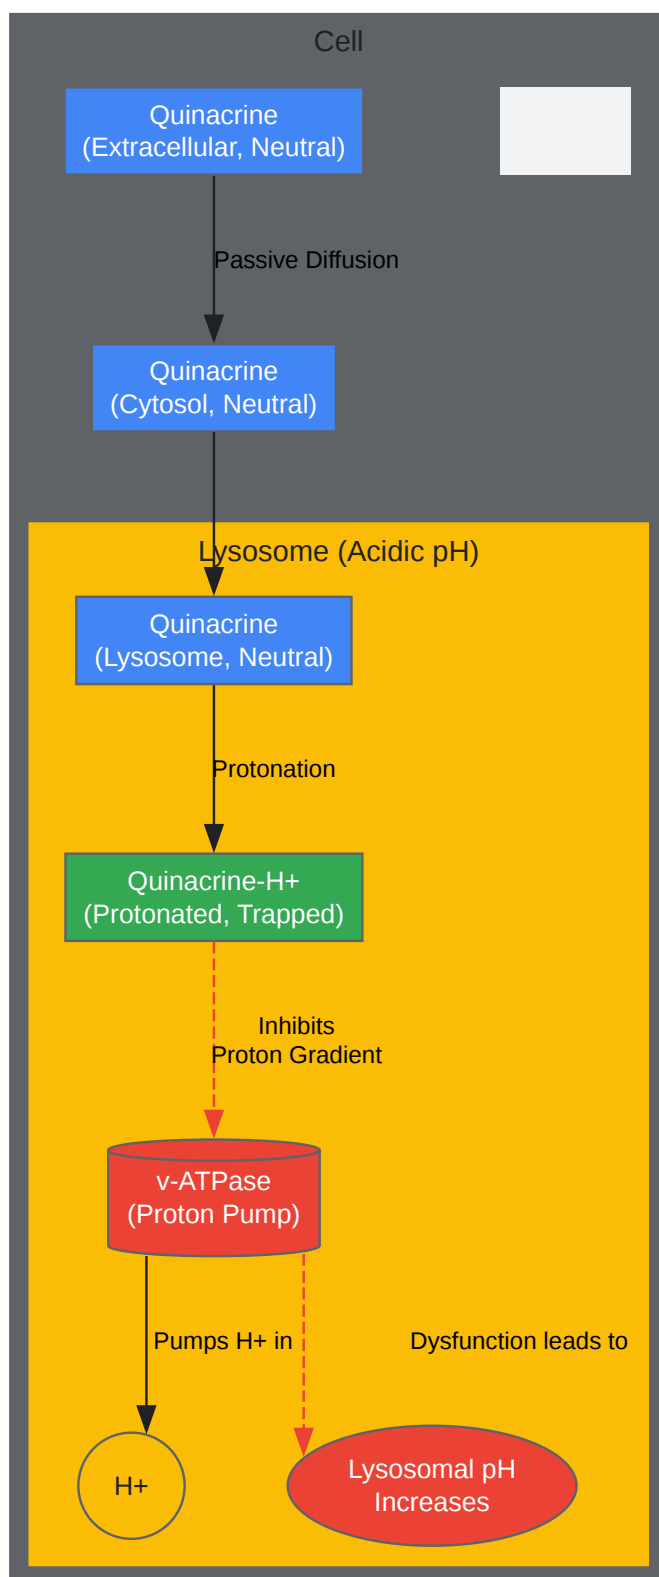 Cell
Quinacrine
(Extracellular, Neutral)
Passive Diffusion
Quinacrine
(Cytosol, Neutral)
Lysosome (Acidic pH)
Quinacrine
(Lysosome, Neutral)
Protonation
Quinacrine-H+
(Protonated, Trapped)
Inhibits
Proton Gradient
v-ATPase
(Proton Pump)
Pumps H+ in
Dysfunction leads to
H+
Lysosomal pH
Increases